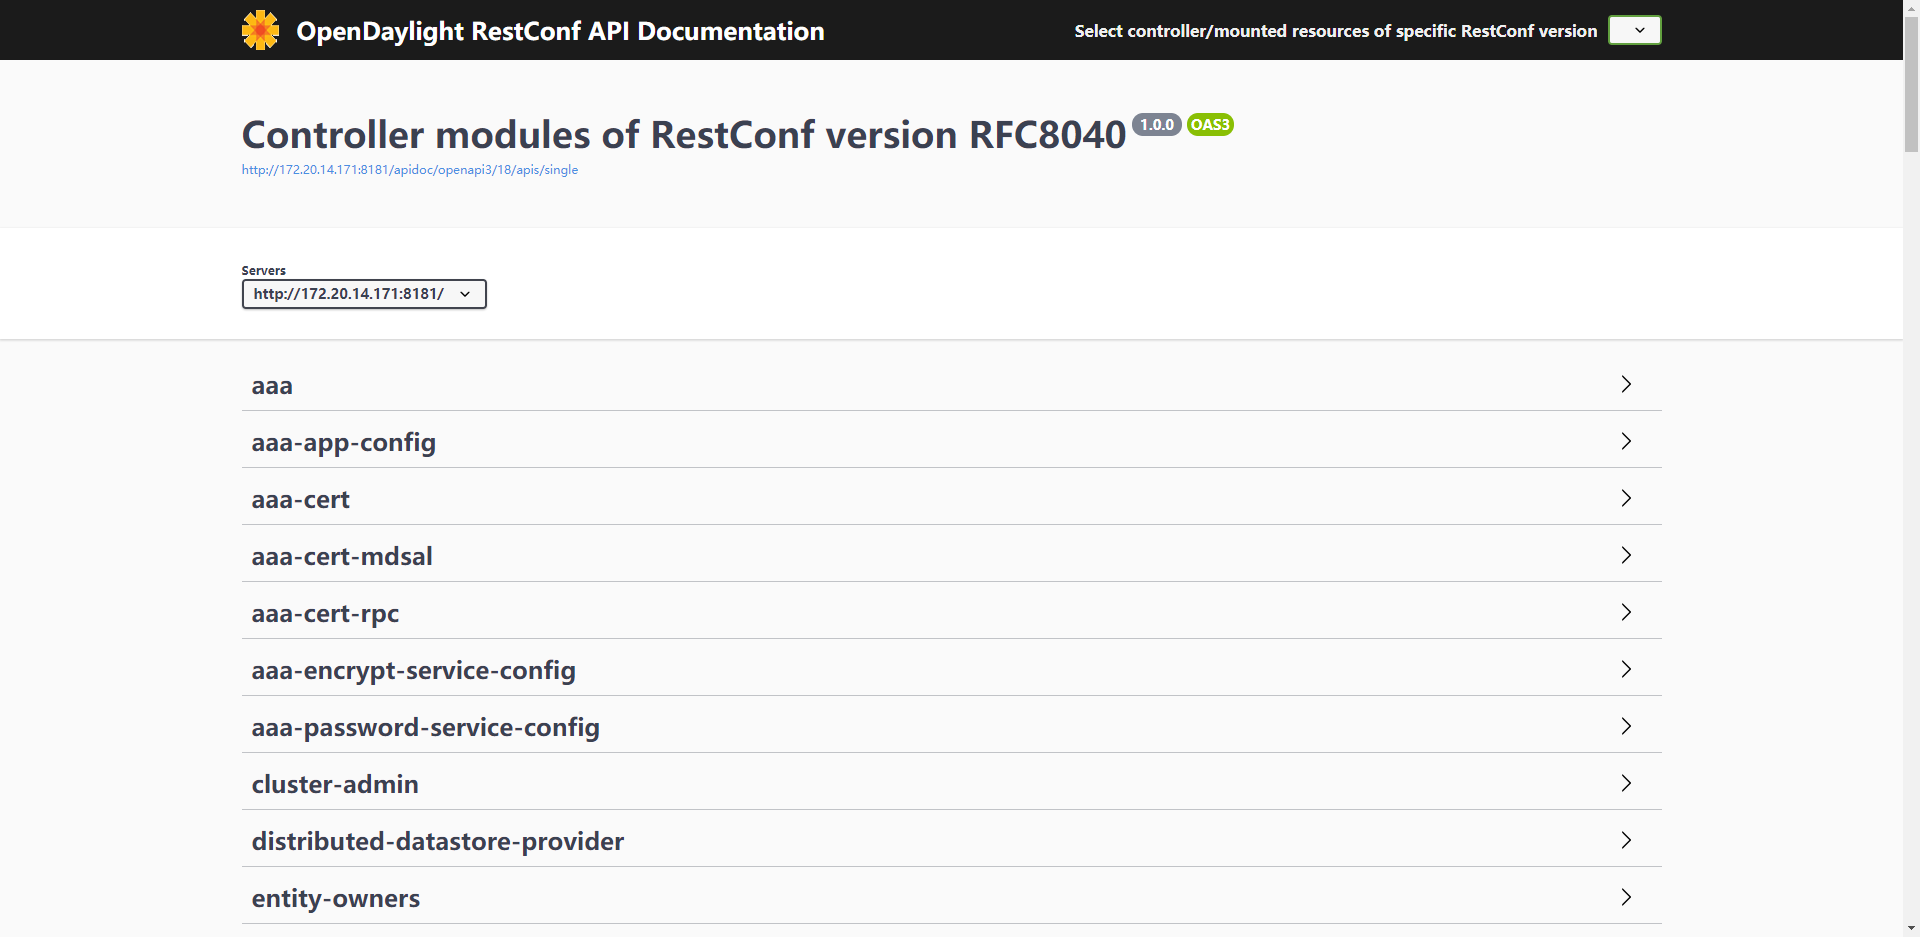 OpenDaylight RestConf API Documentation
Select controller/mounted resources of specific RestConf version
Controller modules of RestConf version RFC8040 1.0.0 OAS3
http://172.20.14.171:8181/apidoc/openapi3/18/apis/single
Servers
http://172.20.14.171:8181/
aaa
aaa-app-config
aaa-cert
aaa-cert-mdsal
aaa-cert-rpc
aaa-encrypt-service-config
aaa-password-service-config
cluster-admin
distributed-datastore-provider
entity-owners